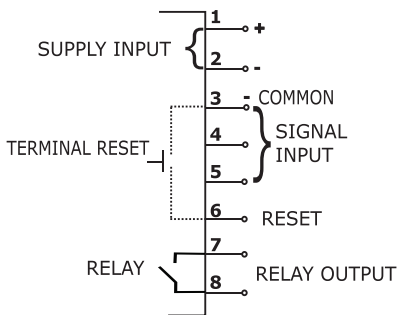 1
+
SUPPLY INPUT
2
-
3
- COMMON
TERMINAL RESET
4
SIGNAL
INPUT
5
6
RESET
7
RELAY
RELAY OUTPUT
8